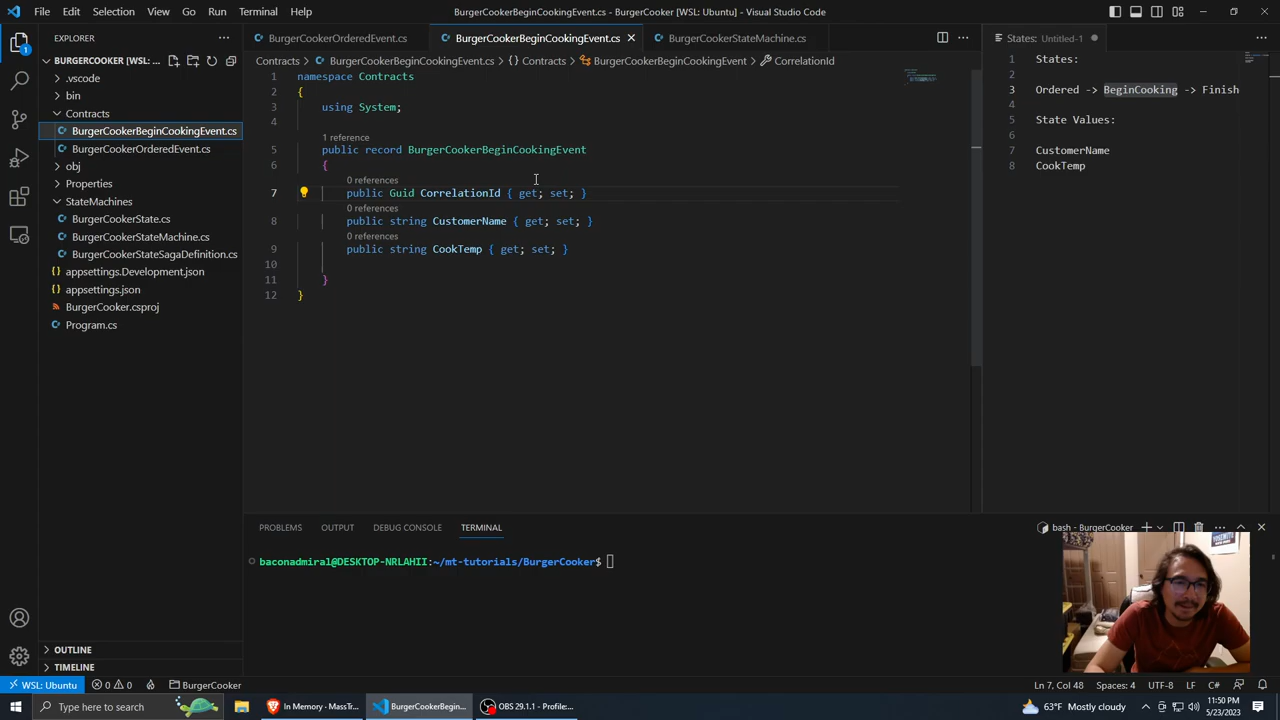 File Edit Selection View Go Run Terminal Help
BurgerCookerBeginCookingEvent.cs - BurgerCooker [WSL: Ubuntu] - Visual Studio Code
EXPLORER
BURGERCOOKER [WSL: ...
.vscode
bin
Contracts
BurgerCookerBeginCookingEvent.cs
BurgerCookerOrderedEvent.cs
obj
Properties
StateMachines
BurgerCookerState.cs
BurgerCookerStateMachine.cs
BurgerCookerStateSagaDefinition.cs
appsettings.Development.json
appsettings.json
BurgerCooker.csproj
Program.cs
OUTLINE
TIMELINE
BurgerCookerOrderedEvent.cs BurgerCookerBeginCookingEvent.cs BurgerCookerStateMachine.cs
Contracts > BurgerCookerBeginCookingEvent.cs > {} Contracts > BurgerCookerBeginCookingEvent > CorrelationId
1 namespace Contracts
2 {
3 using System;
4
1 reference
5 public record BurgerCookerBeginCookingEvent
6 {
0 references
7 public Guid CorrelationId { get; set; }
0 references
8 public string CustomerName { get; set; }
0 references
9 public string CookTemp { get; set; }
10
11 }
12 }
States: Untitled-1
1 States:
2
3 Ordered -> BeginCooking -> Finish
4
5 State Values:
6
7 CustomerName
8 CookTemp
PROBLEMS OUTPUT DEBUG CONSOLE TERMINAL
bash - BurgerCooker
baconadmiral@DESKTOP-NRLAHII:~/mt-tutorials/BurgerCooker$
WSL: Ubuntu 0 0 BurgerCooker
Ln 7, Col 48 Spaces: 4 UTF-8 LF C#
Type here to search
In Memory - MassTr...
BurgerCookerBegin...
OBS 29.1.1 - Profile:...
63°F Mostly cloudy
11:50 PM
5/23/2023
1